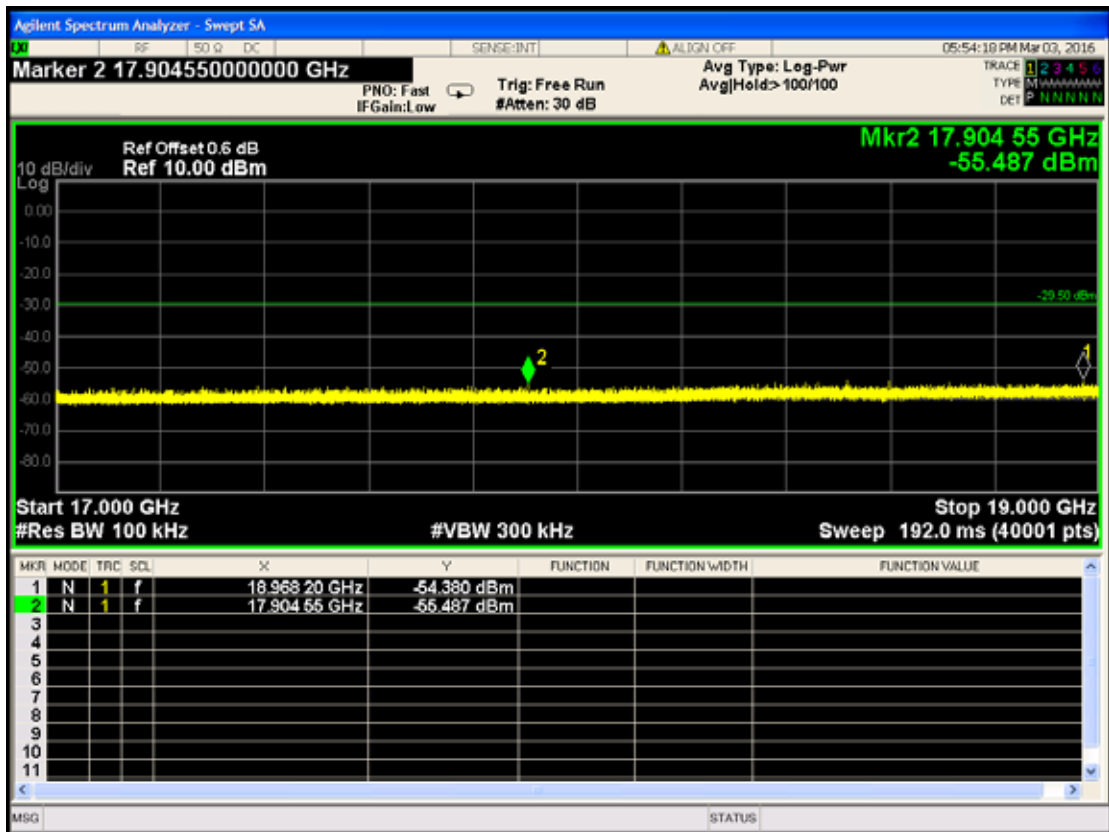 Agilent Spectrum Analyzer - Swept SA
LXI RF 50 Ω DC SENSE:INT ALIGN OFF 05:54:18 PM Mar 03, 2016
Marker 2 17.904550000000 GHz
PNO: Fast
IFGain:Low
Trig: Free Run
#Atten: 30 dB
Avg Type: Log-Pwr
Avg|Hold:>100/100
TRACE 1 2 3 4 5 6
TYPE M W W W W W
DET P N N N N N
Mkr2 17.904 55 GHz
-55.487 dBm
Ref Offset 0.6 dB
10 dB/div Ref 10.00 dBm
Log
0.00
-10.0
-20.0
-29.50 dBm
-30.0
-40.0
2
1
-50.0
-60.0
-70.0
-80.0
Start 17.000 GHz Stop 19.000 GHz
#Res BW 100 kHz #VBW 300 kHz Sweep 192.0 ms (40001 pts)
MKR MODE TRC SCL X Y FUNCTION FUNCTION WIDTH FUNCTION VALUE
1 N 1 f 18.968 20 GHz -54.380 dBm
2 N 1 f 17.904 55 GHz -55.487 dBm
3
4
5
6
7
8
9
10
11
MSG STATUS